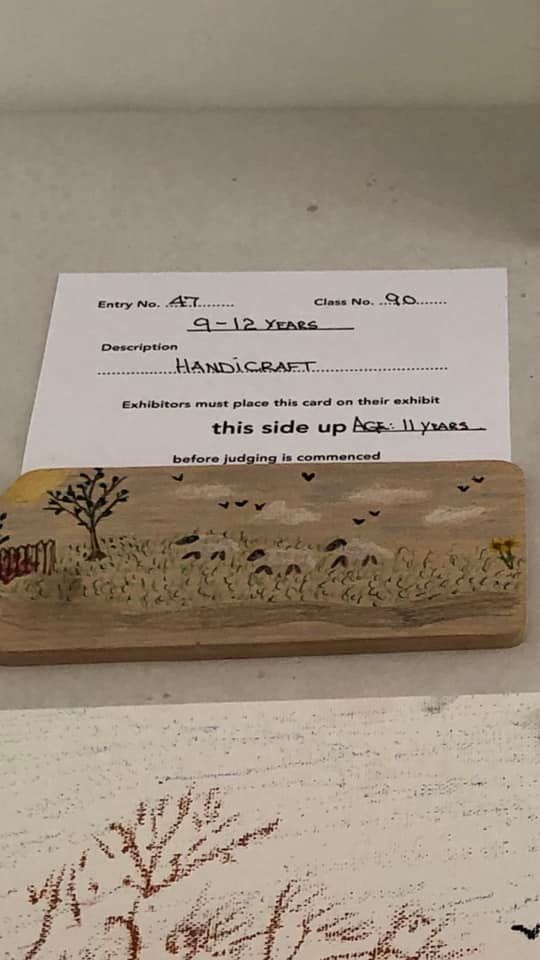 Entry No. ..47........ Class No. ..90.......
9-12 YEARS
Description
HANDiCRAFT
Exhibitors must place this card on their exhibit
this side up AGE: 11 YEARS
before judging is commenced